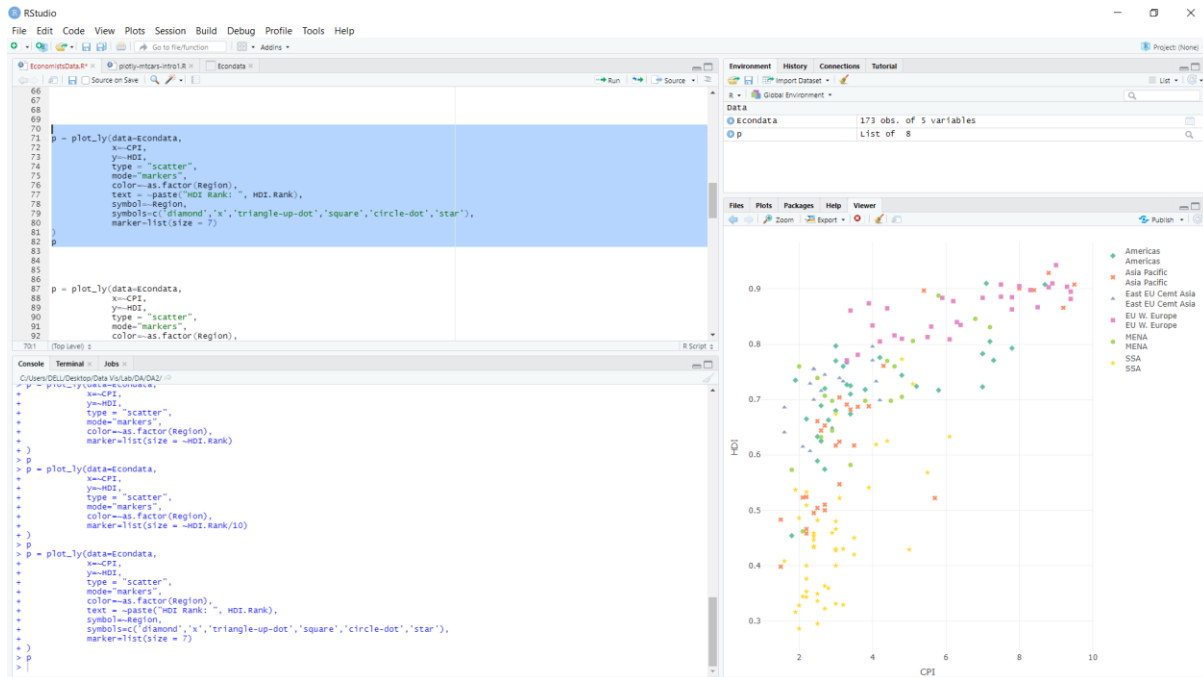 RStudio
File Edit Code View Plots Session Build Debug Profile Tools Help
Go to file/function Addins Project: (None)
EconomistsData.R* plotly-mtcars-intro1.R Econdata
Source on Save Run Source
66
67
68
69
70
71 p = plot_ly(data=Econdata,
72 x=~CPI,
73 y=~HDI,
74 type = "scatter",
75 mode="markers",
76 color=~as.factor(Region),
77 text = ~paste("HDI Rank: ", HDI.Rank),
78 symbol=~Region,
79 symbols=c('diamond','x','triangle-up-dot','square','circle-dot','star'),
80 marker=list(size = 7)
81 )
82 p
83
84
85
86
87 p = plot_ly(data=Econdata,
88 x=~CPI,
89 y=~HDI,
90 type = "scatter",
91 mode="markers",
92 color=~as.factor(Region),
70:1 (Top Level) R Script
Console Terminal Jobs
C:/Users/DELL/Desktop/Data Vis/Lab/DA/DA2/
> p = plot_ly(data=Econdata,
+ x=~CPI,
+ y=~HDI,
+ type = "scatter",
+ mode="markers",
+ color=~as.factor(Region),
+ marker=list(size = ~HDI.Rank)
+ )
> p
> p = plot_ly(data=Econdata,
+ x=~CPI,
+ y=~HDI,
+ type = "scatter",
+ mode="markers",
+ color=~as.factor(Region),
+ marker=list(size = ~HDI.Rank/10)
+ )
> p
> p = plot_ly(data=Econdata,
+ x=~CPI,
+ y=~HDI,
+ type = "scatter",
+ mode="markers",
+ color=~as.factor(Region),
+ text = ~paste("HDI Rank: ", HDI.Rank),
+ symbol=~Region,
+ symbols=c('diamond','x','triangle-up-dot','square','circle-dot','star'),
+ marker=list(size = 7)
+ )
> p
>
Environment History Connections Tutorial
Import Dataset List
R Global Environment
Data
Econdata 173 obs. of 5 variables
p List of 8
Files Plots Packages Help Viewer
Zoom Export Publish
Americas
Americas
Asia Pacific
Asia Pacific
East EU Cemt Asia
East EU Cemt Asia
EU W. Europe
EU W. Europe
MENA
MENA
SSA
SSA
0.9
0.8
0.7
0.6
0.5
0.4
0.3
HDI
2 4 6 8 10
CPI